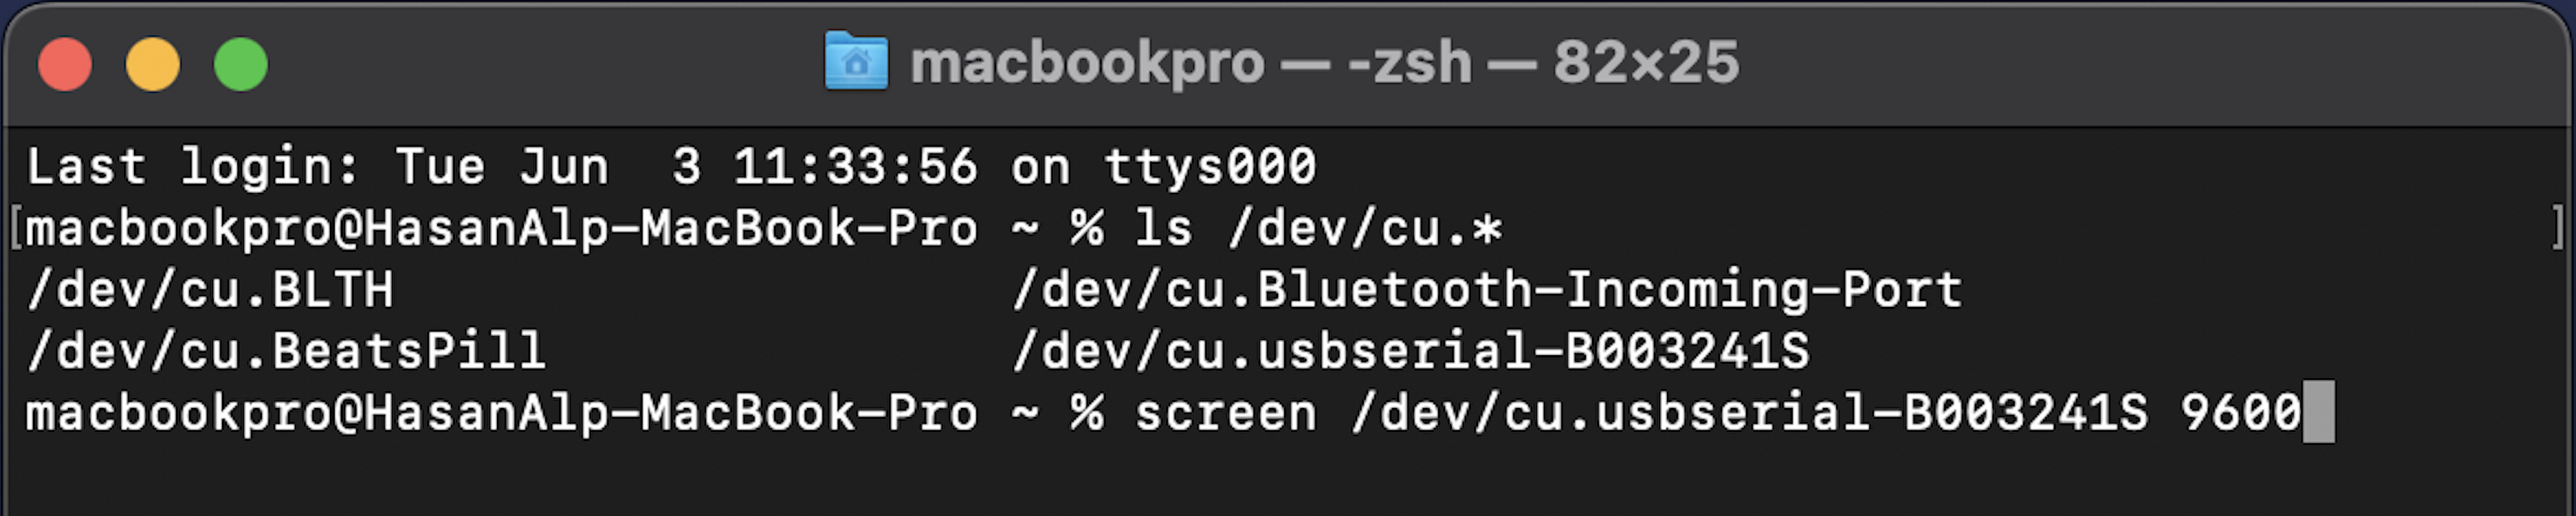 macbookpro — -zsh — 82×25
Last login: Tue Jun  3 11:33:56 on ttys000
[macbookpro@HasanAlp-MacBook-Pro ~ % ls /dev/cu.* ]
/dev/cu.BLTH /dev/cu.Bluetooth-Incoming-Port
/dev/cu.BeatsPill /dev/cu.usbserial-B003241S
macbookpro@HasanAlp-MacBook-Pro ~ % screen /dev/cu.usbserial-B003241S 9600